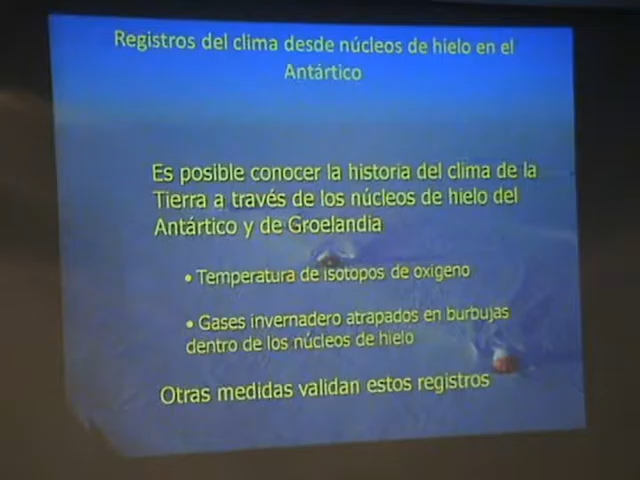 Registros del clima desde núcleos de hielo en el
Antártico
Es posible conocer la historia del clima de la
Tierra a través de los núcleos de hielo del
Antártico y de Groelandia
• Temperatura de isotopos de oxigeno
• Gases invernadero atrapados en burbujas
dentro de los núcleos de hielo
Otras medidas validan estos registros